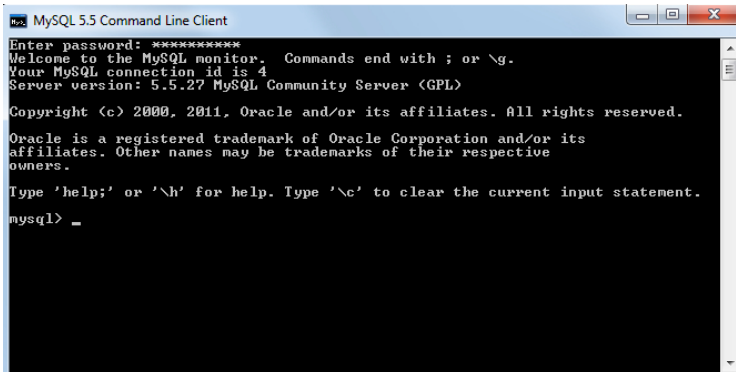 MySQL 5.5 Command Line Client
Enter password: **********
Welcome to the MySQL monitor.  Commands end with ; or \g.
Your MySQL connection id is 4
Server version: 5.5.27 MySQL Community Server (GPL)
Copyright (c) 2000, 2011, Oracle and/or its affiliates. All rights reserved.
Oracle is a registered trademark of Oracle Corporation and/or its
affiliates. Other names may be trademarks of their respective
owners.
Type 'help;' or '\h' for help. Type '\c' to clear the current input statement.
mysql> _